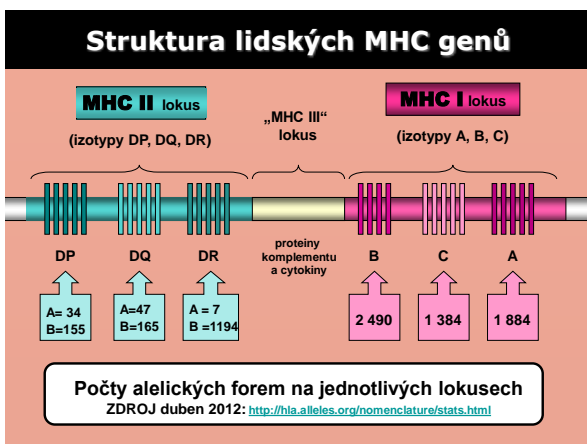 Struktura lidských MHC genů
MHC II lokus
(izotypy DP, DQ, DR)
„MHC III“
lokus
MHC I lokus
(izotypy A, B, C)
DP
DQ
DR
proteiny
komplementu
a cytokiny
B
C
A
A= 34
B=155
A=47
B=165
A = 7
B =1194
2 490
1 384
1 884
Počty alelických forem na jednotlivých lokusech
ZDROJ duben 2012: http://hla.alleles.org/nomenclature/stats.html